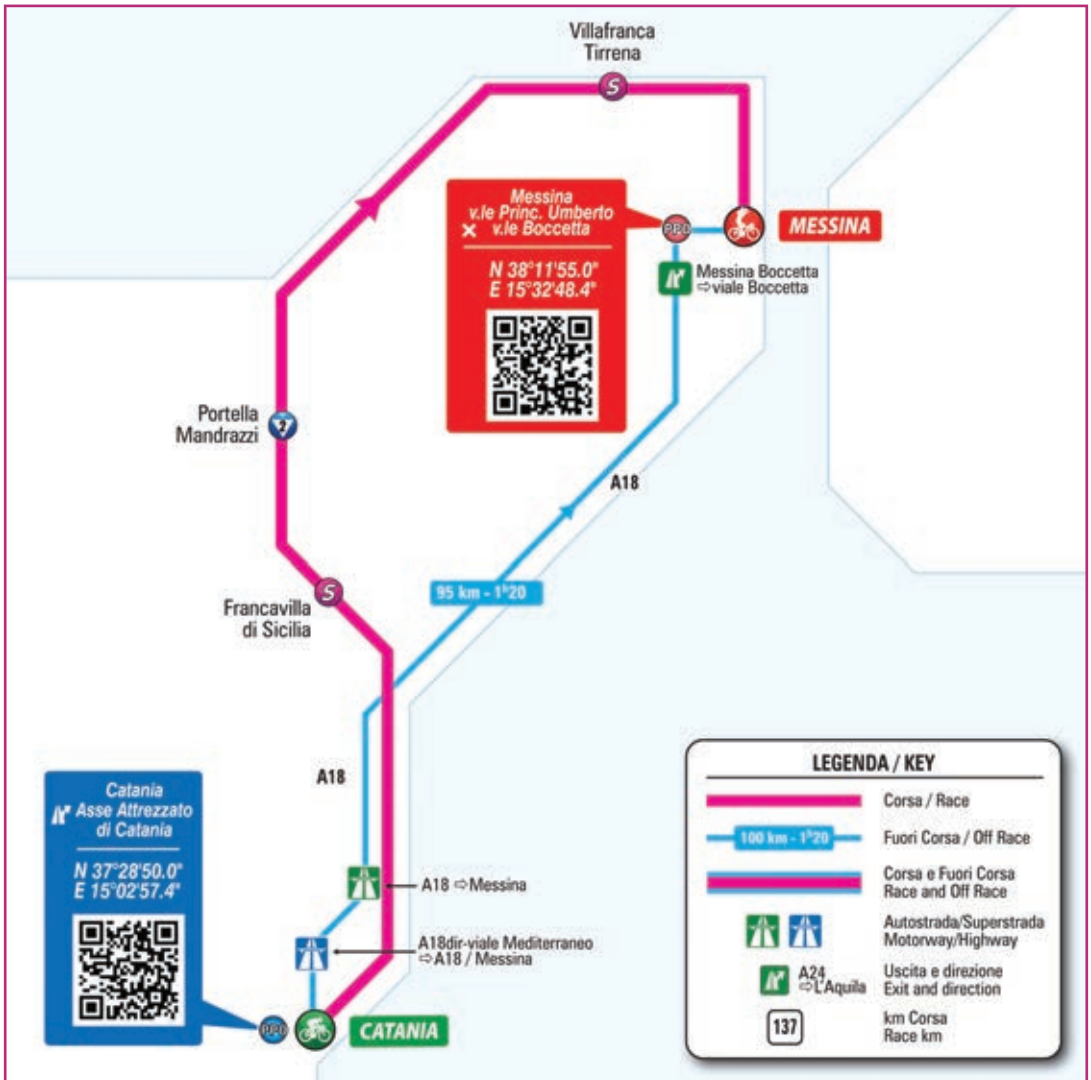 Villafranca
Tirrena
S
Messina
v.le Princ. Umberto
× v.le Boccetta
N 38°11'55.0"
E 15°32'48.4"
PPO
MESSINA
Messina Boccetta
⇨viale Boccetta
Portella
Mandrazzi
2
A18
95 km - 1h20
Francavilla
di Sicilia
S
A18
Catania
Asse Attrezzato
di Catania
N 37°28'50.0"
E 15°02'57.4"
A18 ⇨Messina
A18dir-viale Mediterraneo
⇨A18 / Messina
PPO
CATANIA
LEGENDA / KEY
Corsa / Race
100 km - 1h20
Fuori Corsa / Off Race
Corsa e Fuori Corsa
Race and Off Race
Autostrada/Superstrada
Motorway/Highway
A24
⇨L'Aquila
Uscita e direzione
Exit and direction
137
km Corsa
Race km